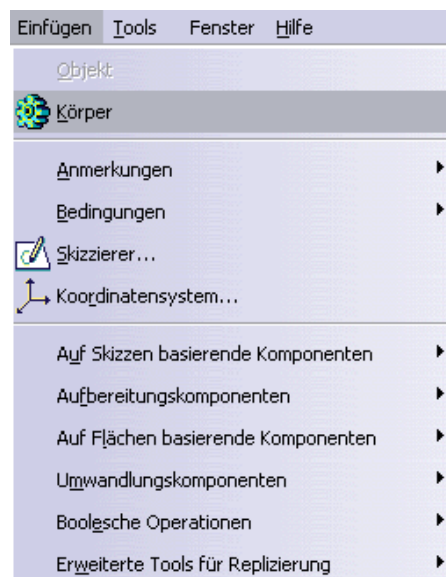 Einfügen Tools Fenster Hilfe
Objekt
Körper
Anmerkungen
Bedingungen
Skizzierer...
Koordinatensystem...
Auf Skizzen basierende Komponenten
Aufbereitungskomponenten
Auf Flächen basierende Komponenten
Umwandlungskomponenten
Boolesche Operationen
Erweiterte Tools für Replizierung